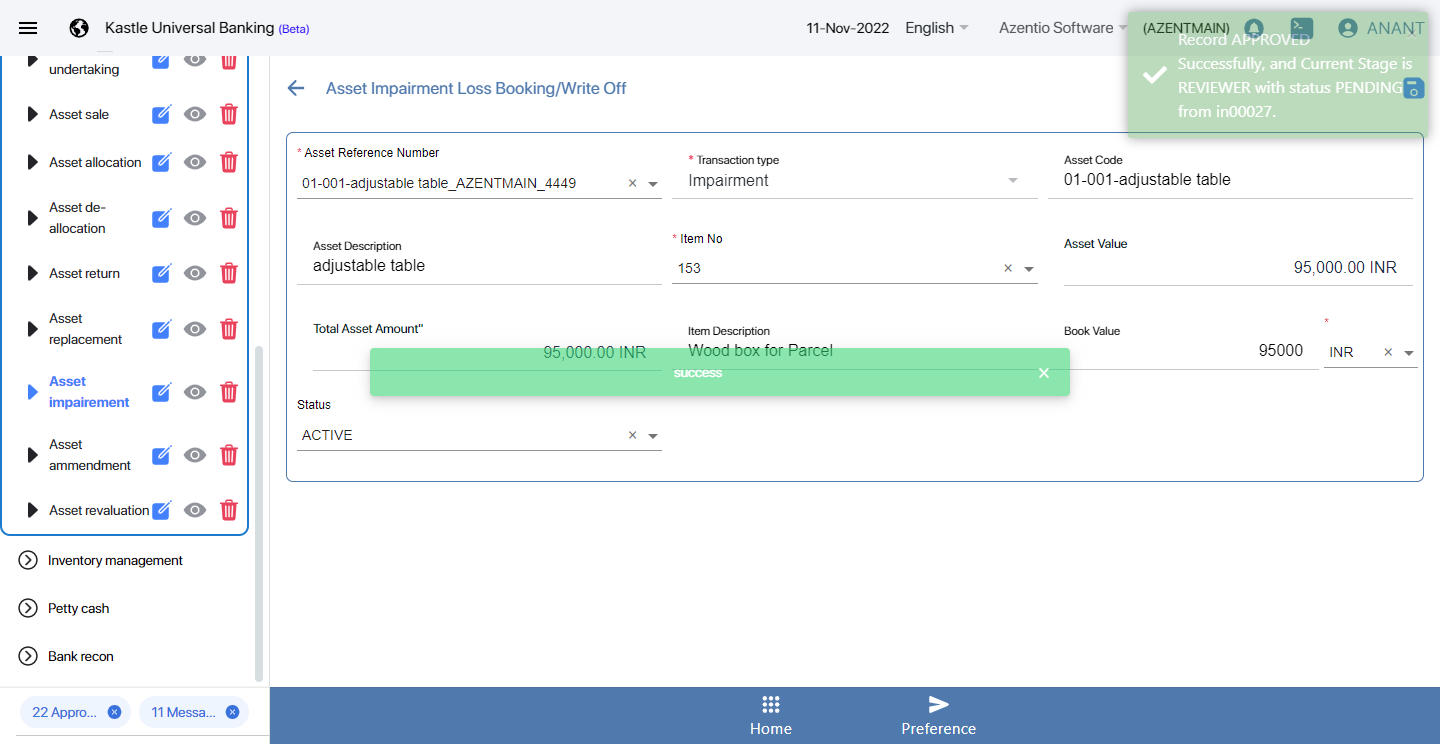 Kastle Universal Banking (Beta)
11-Nov-2022
English
Azentio Software
(AZENTMAIN)
ANANT
Record APPROVED
Successfully, and Current Stage is
REVIEWER with status PENDING
from in00027.
undertaking
Asset sale
Asset allocation
Asset de-
allocation
Asset return
Asset
replacement
Asset
impairement
Asset
ammendment
Asset revaluation
Inventory management
Petty cash
Bank recon
22 Appro...
11 Messa...
Asset Impairment Loss Booking/Write Off
* Asset Reference Number
01-001-adjustable table_AZENTMAIN_4449
* Transaction type
Impairment
Asset Code
01-001-adjustable table
Asset Description
adjustable table
* Item No
153
Asset Value
95,000.00 INR
Total Asset Amount"
95,000.00 INR
Item Description
Wood box for Parcel
Book Value
95000
*
INR
success
Status
ACTIVE
Home
Preference